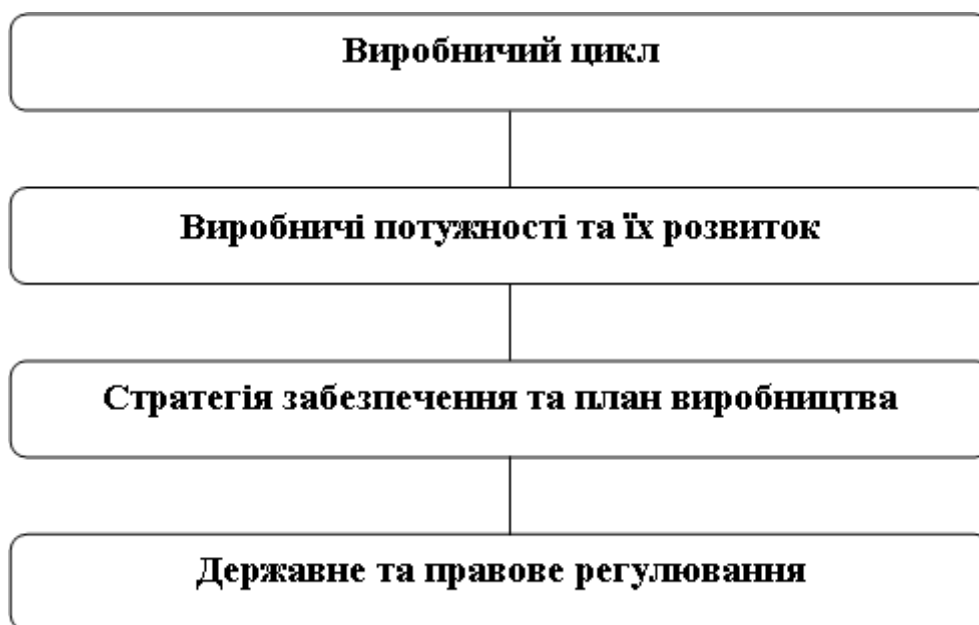 Виробничий цикл
Виробничі потужності та їх розвиток
Стратегія забезпечення та план виробництва
Державне та правове регулювання